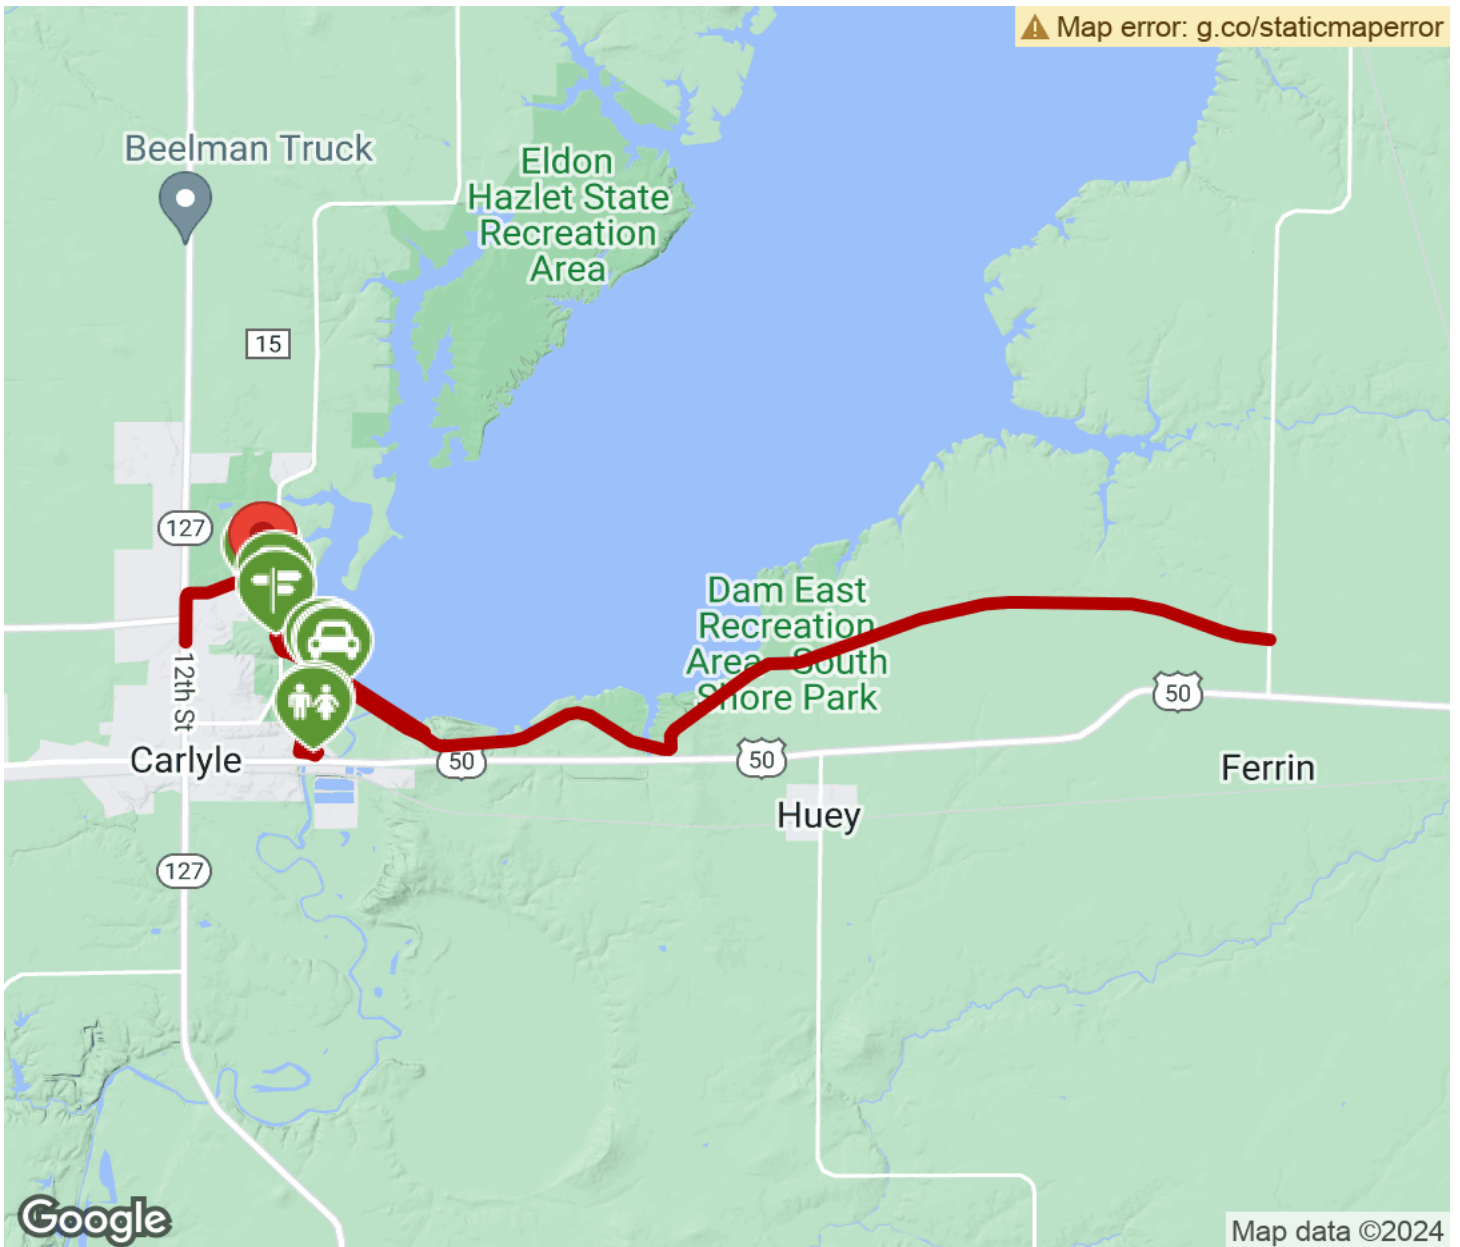 Map error: g.co/staticmaperror
Beelman Truck
Eldon
Hazlet State
Recreation
Area
15
127
Dam East
Recreation
Area - South
Shore Park
12th St
50
50
50
Carlyle
Ferrin
Huey
127
Google
Map data ©2024